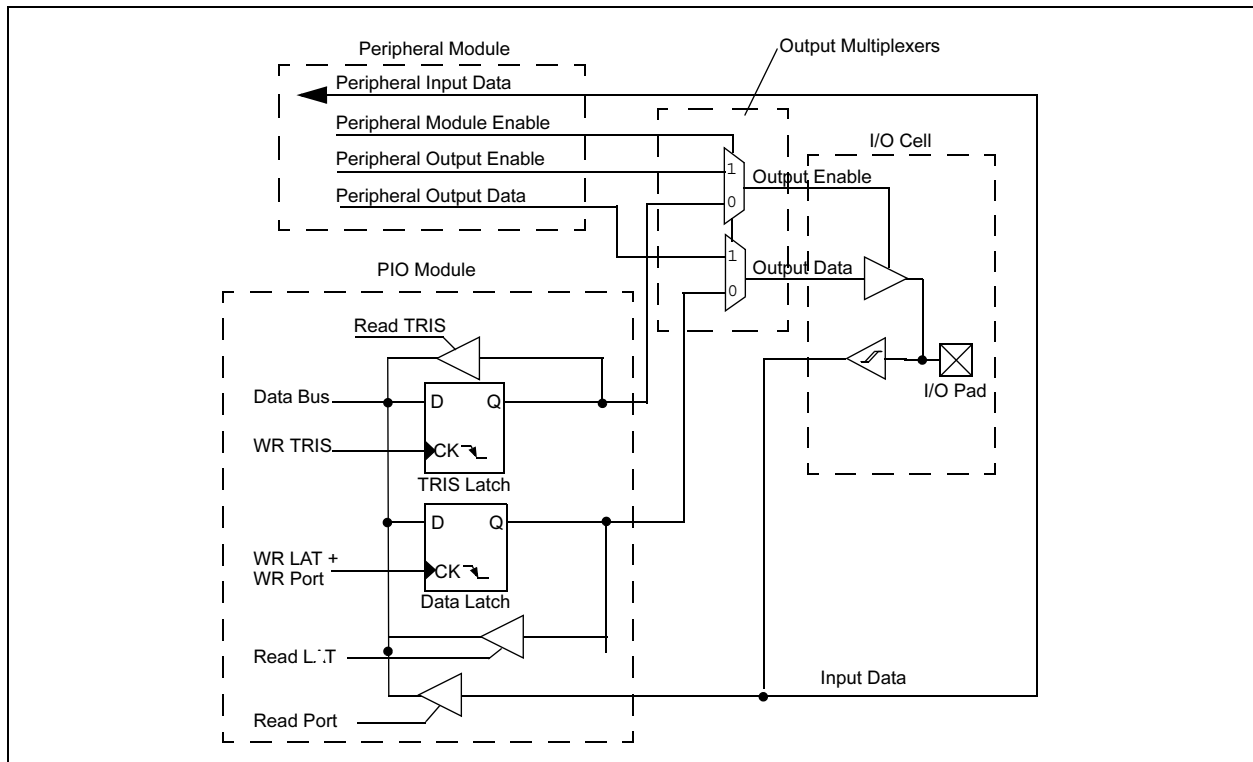 Output Multiplexers
Peripheral Module
Peripheral Input Data
Peripheral Module Enable
Peripheral Output Enable
Peripheral Output Data
1
0
Output Enable
1
0
Output Data
I/O Cell
I/O Pad
PIO Module
Read TRIS
Data Bus
D
Q
WR TRIS
CK
TRIS Latch
D
Q
WR LAT +
WR Port
CK
Data Latch
Read
Input Data
Read Port